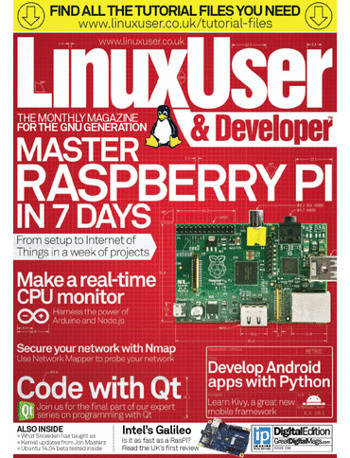 FIND ALL THE TUTORIAL FILES YOU NEED
www.linuxuser.co.uk/tutorial-files
www.linuxuser.co.uk
LinuxUser
& Developer
THE MONTHLY MAGAZINE
FOR THE GNU GENERATION
MASTER
RASPBERRY PI
IN 7 DAYS
From setup to Internet of
Things in a week of projects
Make a real-time
CPU monitor
Harness the power of
Arduino and Node.js
Secure your network with Nmap
Use Network Mapper to probe your network
Code with Qt
Qt
Join us for the final part of our expert
series on programming with Qt
Develop Android
apps with Python
Learn Kivy, a great new
mobile framework
ALSO INSIDE
• What Snowden has taught us
• Kernel updates from Jon Masters
• Ubuntu 14.04 beta tested inside
Intel's Galileo
Is it as fast as a RasPi?
Read the UK's first review
DigitalEdition
GreatDigitalMags.com